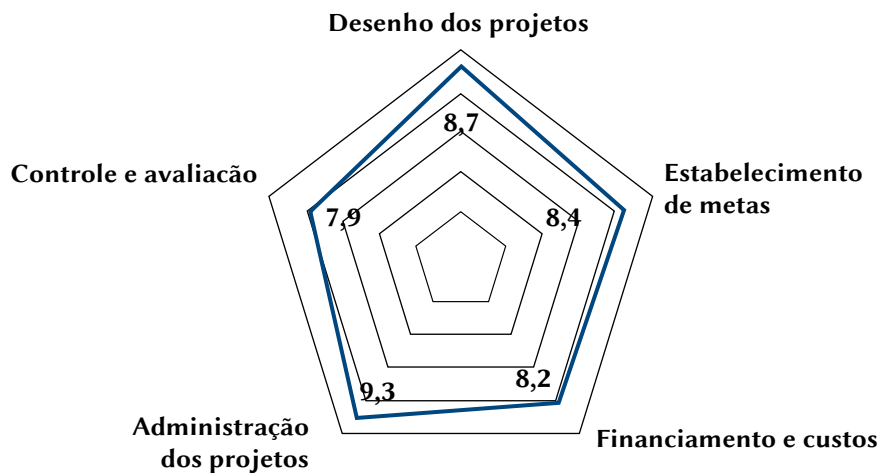 Desenho dos projetos
8,7
Controle e avaliacão
Estabelecimento
de metas
7,9
8,4
9,3
8,2
Administração
dos projetos
Financiamento e custos